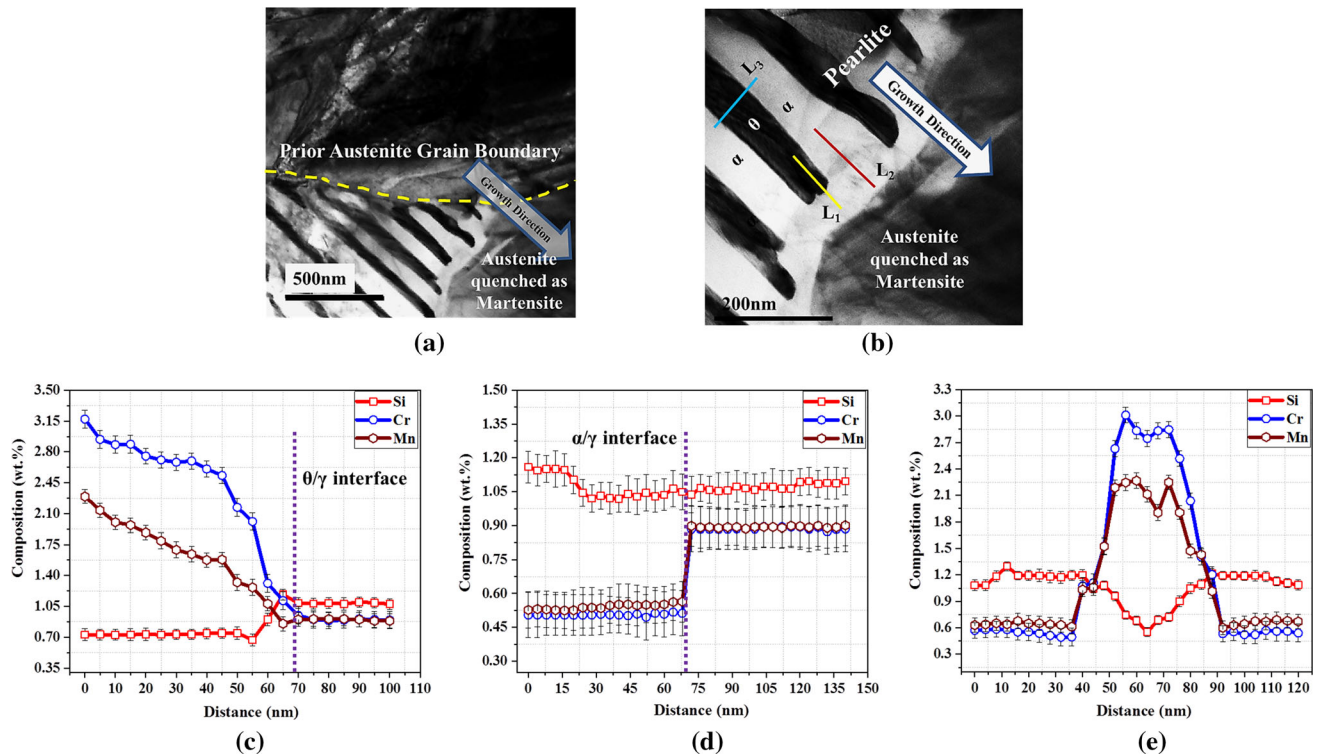 Prior Austenite Grain Boundary
Growth Direction
500nm
Austenite
quenched as
Martensite
(a)
Pearlite
Growth Direction
L3
α
θ
α
L2
L1
Austenite
quenched as
Martensite
200nm
(b)
Composition (wt.%)
3.50
3.15
2.80
2.45
2.10
1.75
1.40
1.05
0.70
0.35
Si
Cr
Mn
θ/γ interface
0 10 20 30 40 50 60 70 80 90 100 110
Distance (nm)
(c)
Composition (wt.%)
1.50
1.35
1.20
1.05
0.90
0.75
0.60
0.45
0.30
α/γ interface
Si
Cr
Mn
0 15 30 45 60 75 90 105 120 135 150
Distance (nm)
(d)
Composition (wt.%)
3.3
3.0
2.7
2.4
2.1
1.8
1.5
1.2
0.9
0.6
0.3
Si
Cr
Mn
0 10 20 30 40 50 60 70 80 90 100 110 120
Distance (nm)
(e)